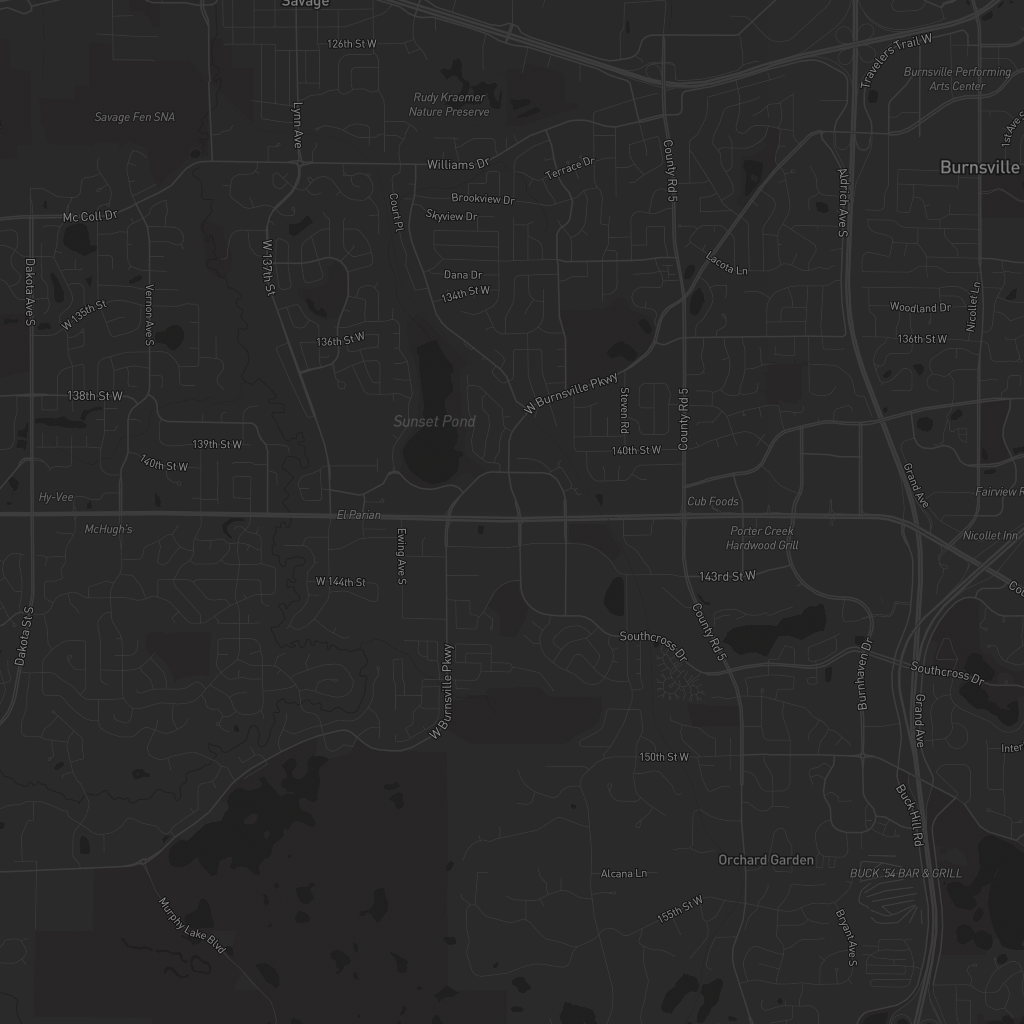 Savage
126th St W
Travelers Trail W
Burnsville Performing
Arts Center
Rudy Kraemer
Nature Preserve
Savage Fen SNA
Lynn Ave
1st Ave S
Williams Dr
Terrace Dr
County Rd 5
Burnsville
Aldrich Ave S
Brookview Dr
Court Pl
Skyview Dr
Mc Coll Dr
W 137th St
Lacota Ln
Dana Dr
134th St W
Dakota Ave S
W 135th St
Vernon Ave S
Woodland Dr
Nicollet Ln
136th St W
136th St W
138th St W
W Burnsville Pkwy
Steven Rd
County Rd 5
Sunset Pond
139th St W
140th St W
140th St W
Grand Ave
Hy-Vee
Fairview R
Cub Foods
El Parian
McHugh's
Porter Creek
Hardwood Grill
Nicollet Inn
Ewing Ave S
W 144th St
143rd St W
Cou
Dakota St S
Southcross Dr
County Rd 5
Burnhaven Dr
Southcross Dr
W Burnsville Pkwy
Grand Ave
150th St W
Inter
Buck Hill Rd
Orchard Garden
Alcana Ln
BUCK '54 BAR & GRILL
Murphy Lake Blvd
155th St W
Bryant Ave S